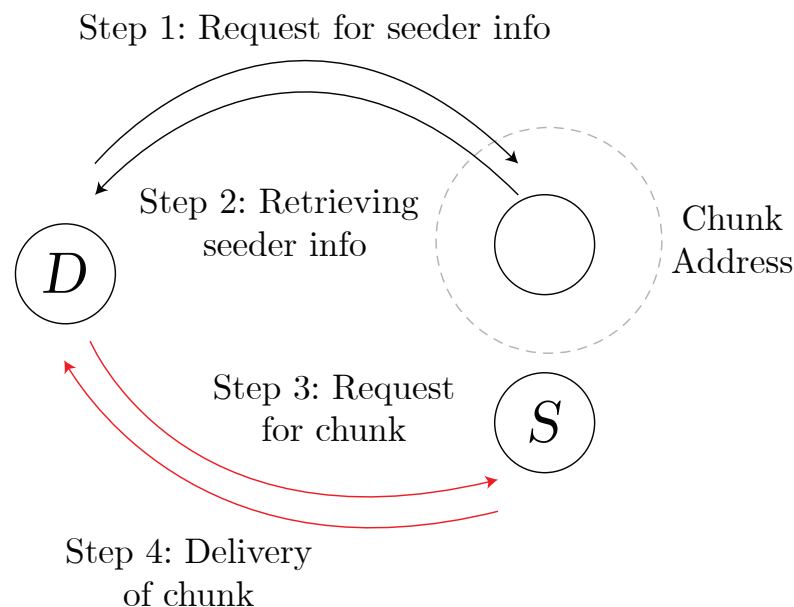 Step 1: Request for seeder info
Step 2: Retrieving
seeder info
Chunk
Address
D
Step 3: Request
for chunk
S
Step 4: Delivery
of chunk